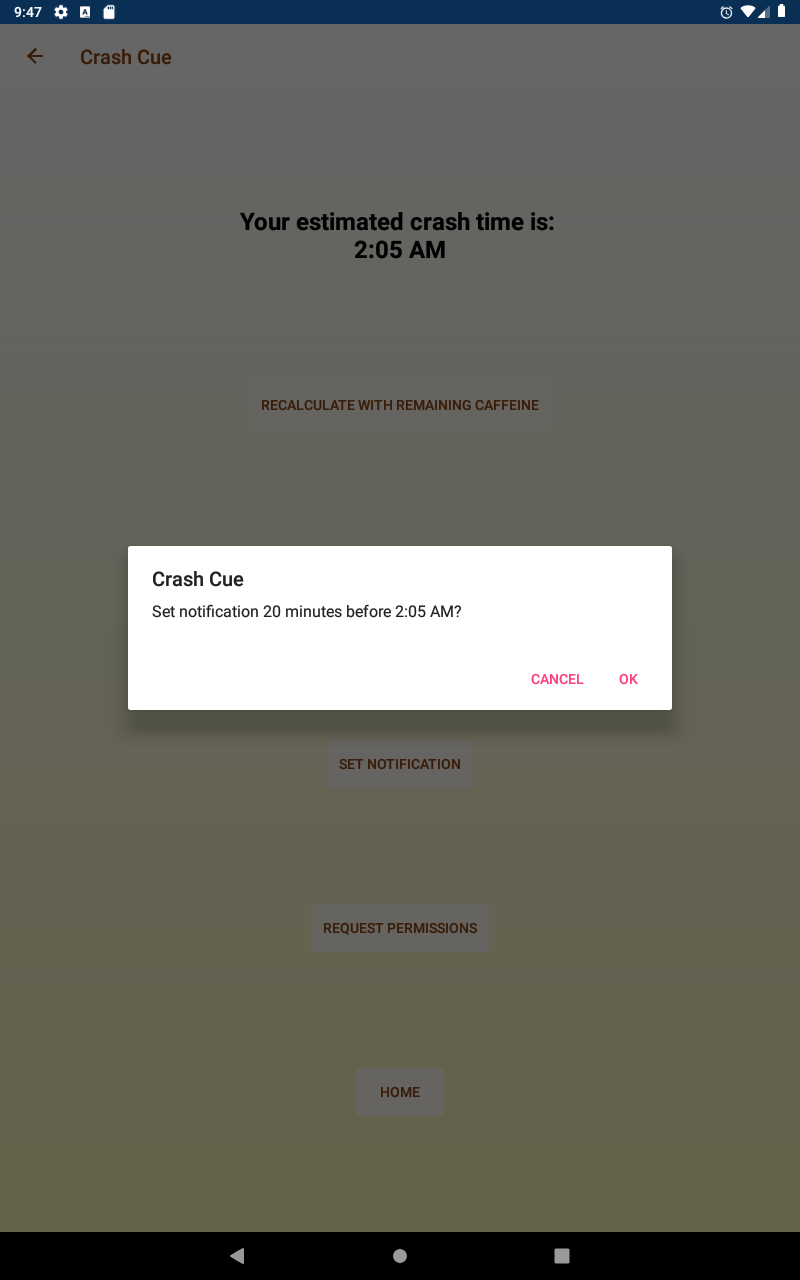 9:47
Crash Cue
Your estimated crash time is:
2:05 AM
RECALCULATE WITH REMAINING CAFFEINE
Crash Cue
Set notification 20 minutes before 2:05 AM?
CANCEL OK
SET NOTIFICATION
REQUEST PERMISSIONS
HOME